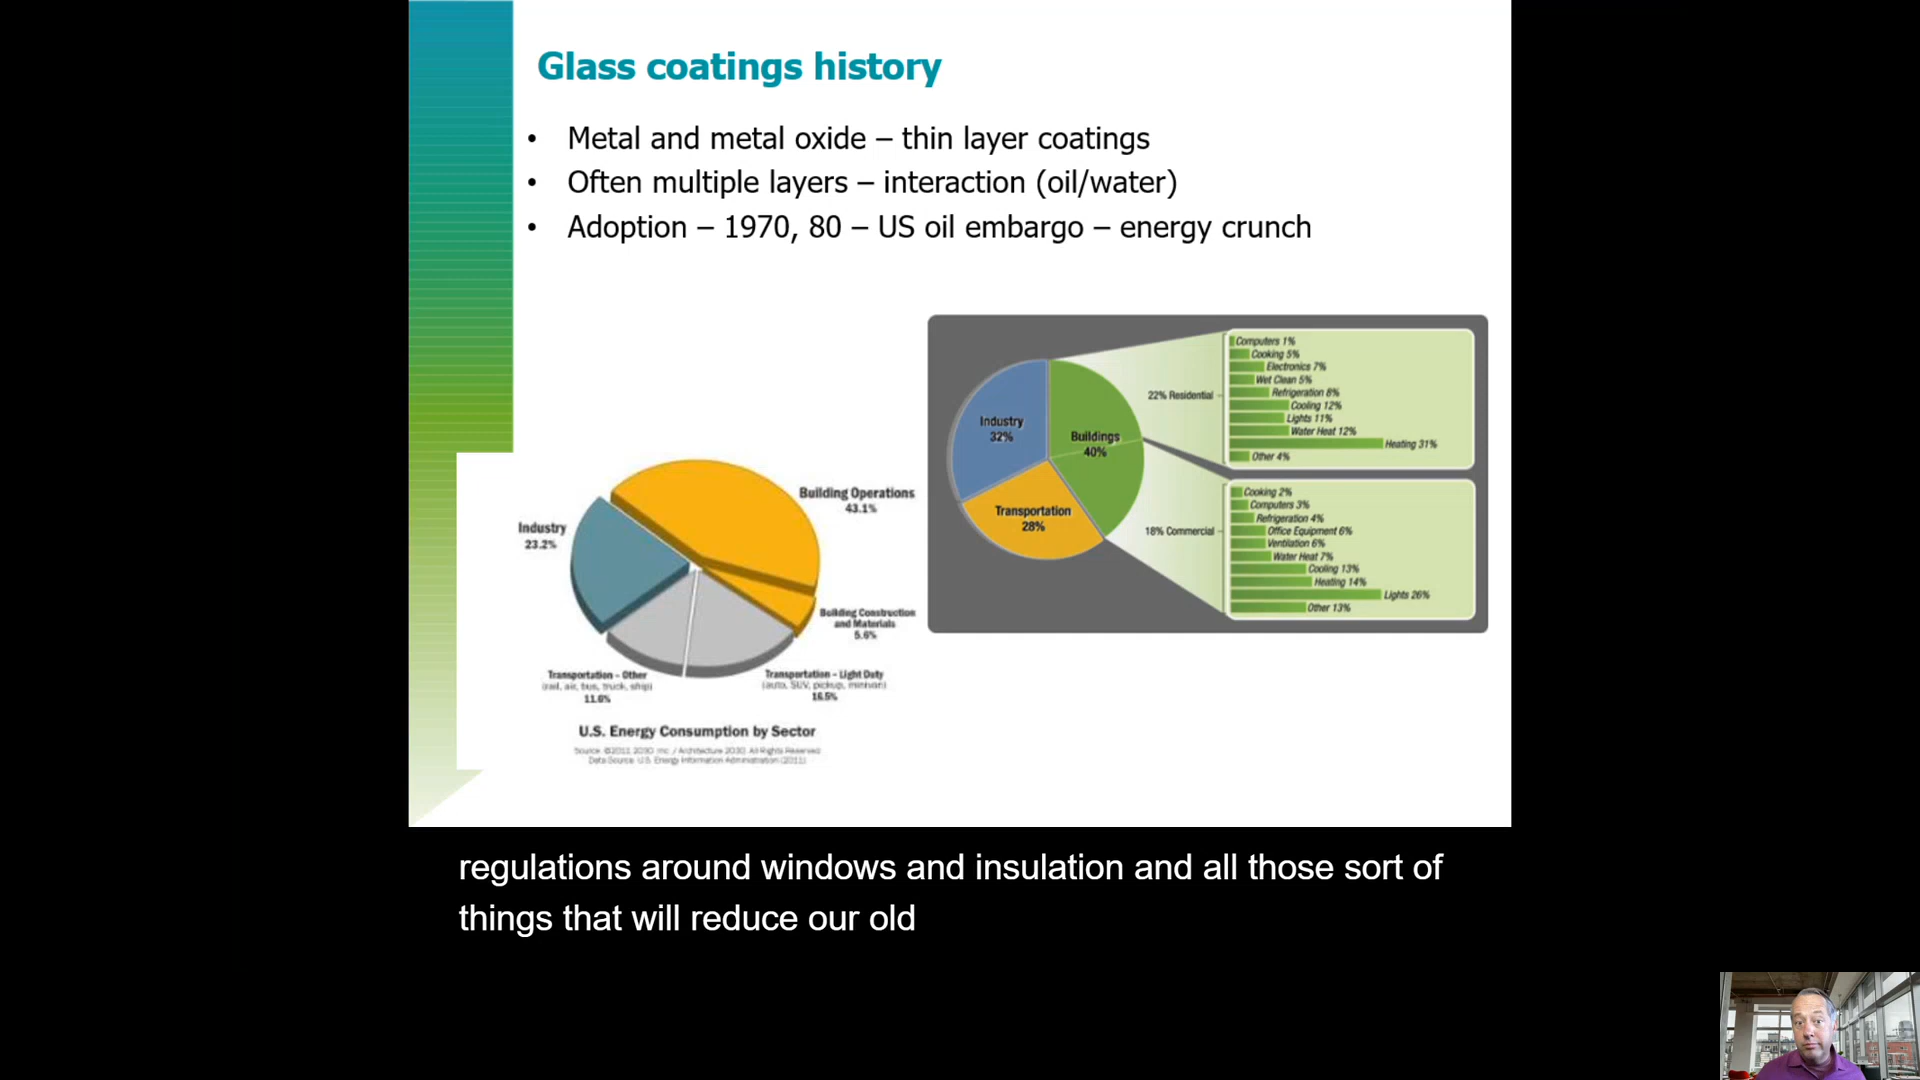 Glass coatings history
• Metal and metal oxide – thin layer coatings
• Often multiple layers – interaction (oil/water)
• Adoption – 1970, 80 – US oil embargo – energy crunch
Industry
32%
Buildings
40%
Transportation
28%
22% Residential
Computers 1%
Cooking 5%
Electronics 7%
Wet Clean 5%
Refrigeration 8%
Cooling 12%
Lights 11%
Water Heat 12%
Heating 31%
Other 4%
18% Commercial
Cooking 2%
Computers 3%
Refrigeration 4%
Office Equipment 6%
Ventilation 6%
Water Heat 7%
Cooling 13%
Heating 14%
Lights 26%
Other 13%
Building Operations
43.1%
Industry
23.2%
Building Construction
and Materials
5.6%
Transportation – Other
(rail, air, bus, truck, ship)
11.6%
Transportation – Light Duty
(auto, SUV, pickup, minivan)
16.5%
U.S. Energy Consumption by Sector
Source: ©2011 2030, Inc. / Architecture 2030. All Rights Reserved.
Data Source: U.S. Energy Information Administration (2011)
regulations around windows and insulation and all those sort of
things that will reduce our old